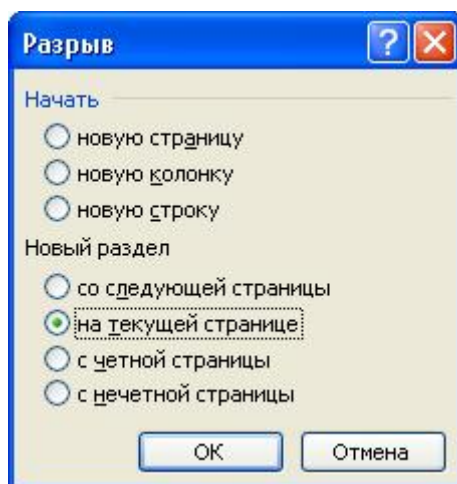 Разрыв
Начать
новую страницу
новую колонку
новую строку
Новый раздел
со следующей страницы
на текущей странице
с четной страницы
с нечетной страницы
ОК Отмена